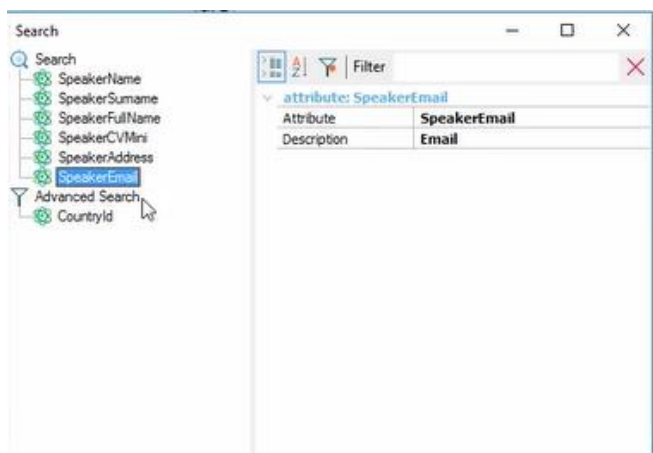 Search
Search
SpeakerName
SpeakerSurname
SpeakerFullName
SpeakerCVMini
SpeakerAddress
SpeakerEmail
Advanced Search
CountryId
Filter
attribute: SpeakerEmail
Attribute SpeakerEmail
Description Email